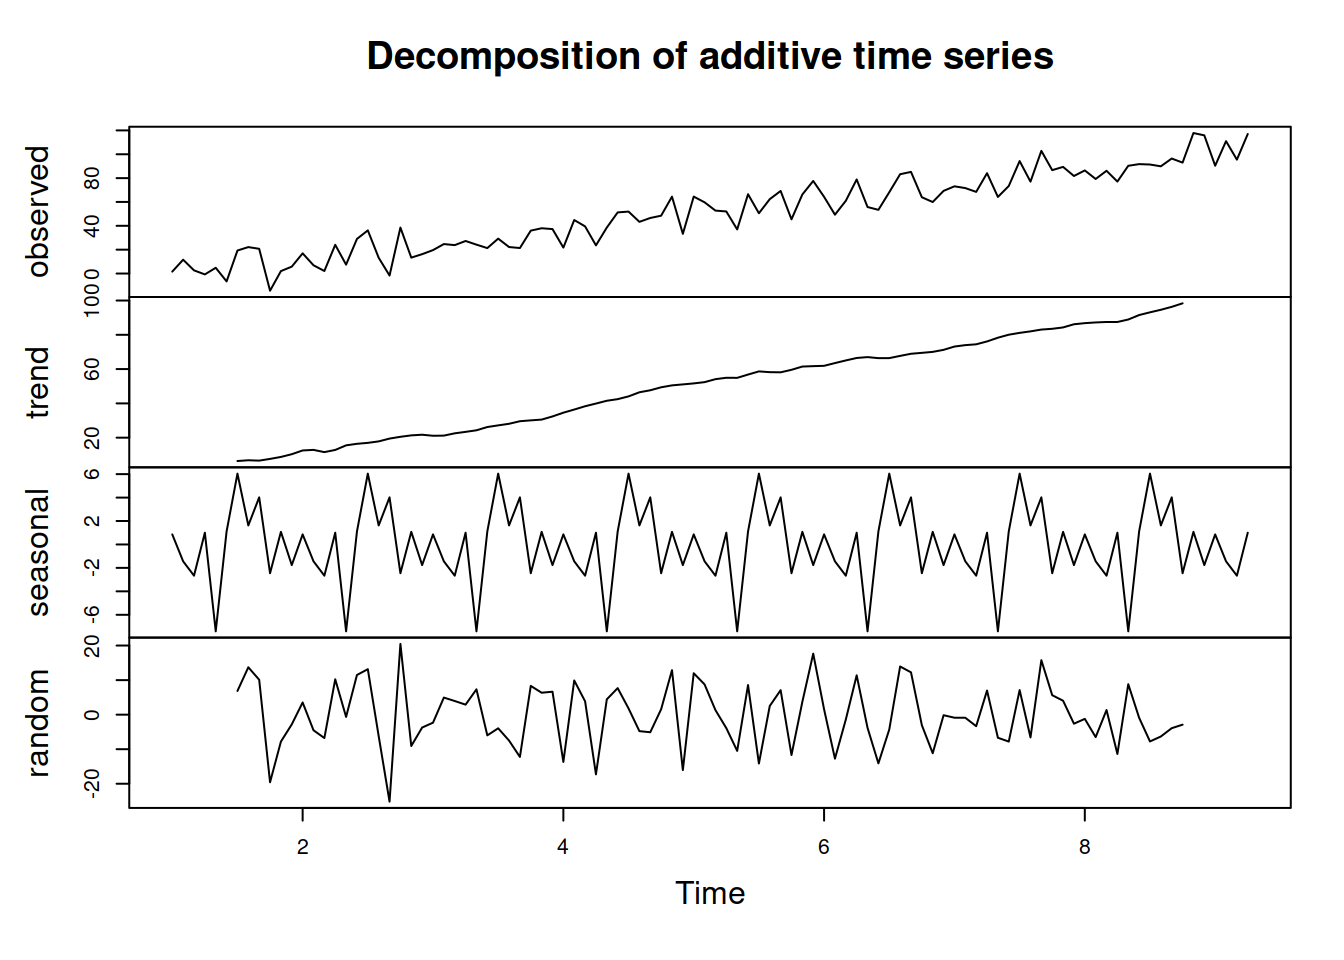 Decomposition of additive time series
observed
0 40 80
trend
20 60 100
seasonal
-6 -2 2 6
random
-20 0 20
2 4 6 8
Time